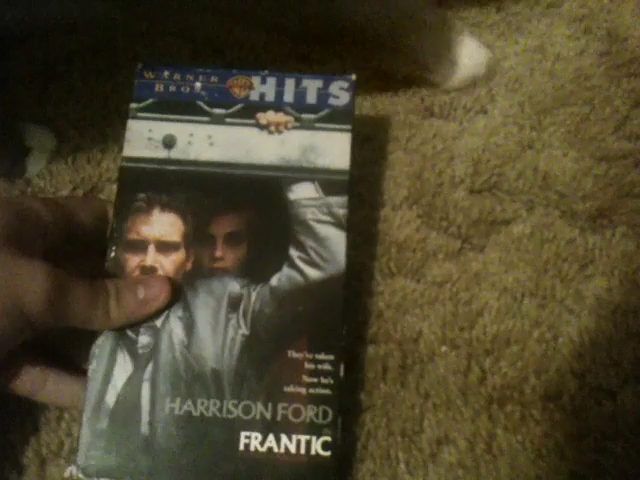 WARNER
BROS.
HITS
They've taken
his wife.
Now he's
taking action.
HARRISON FORD
FRANTIC